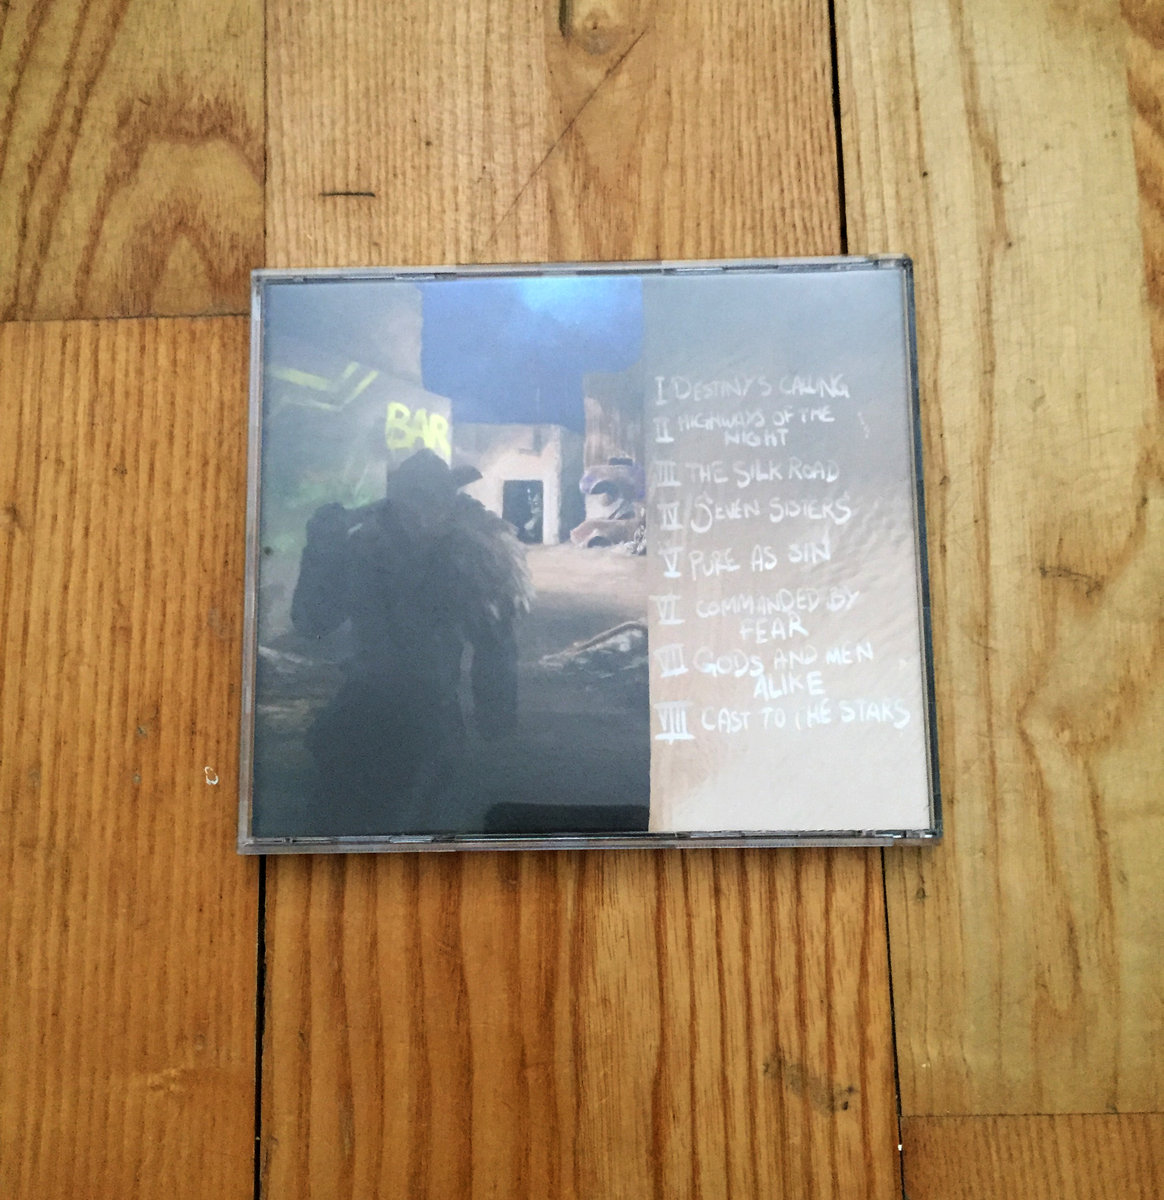 BAR
I DESTINY'S CALLING
II HIGHWAYS OF THE
NIGHT
III THE SILK ROAD
IV SEVEN SISTERS
V PURE AS SIN
VI COMMANDED BY
FEAR
VII GODS AND MEN
ALIKE
VIII CAST TO THE STARS